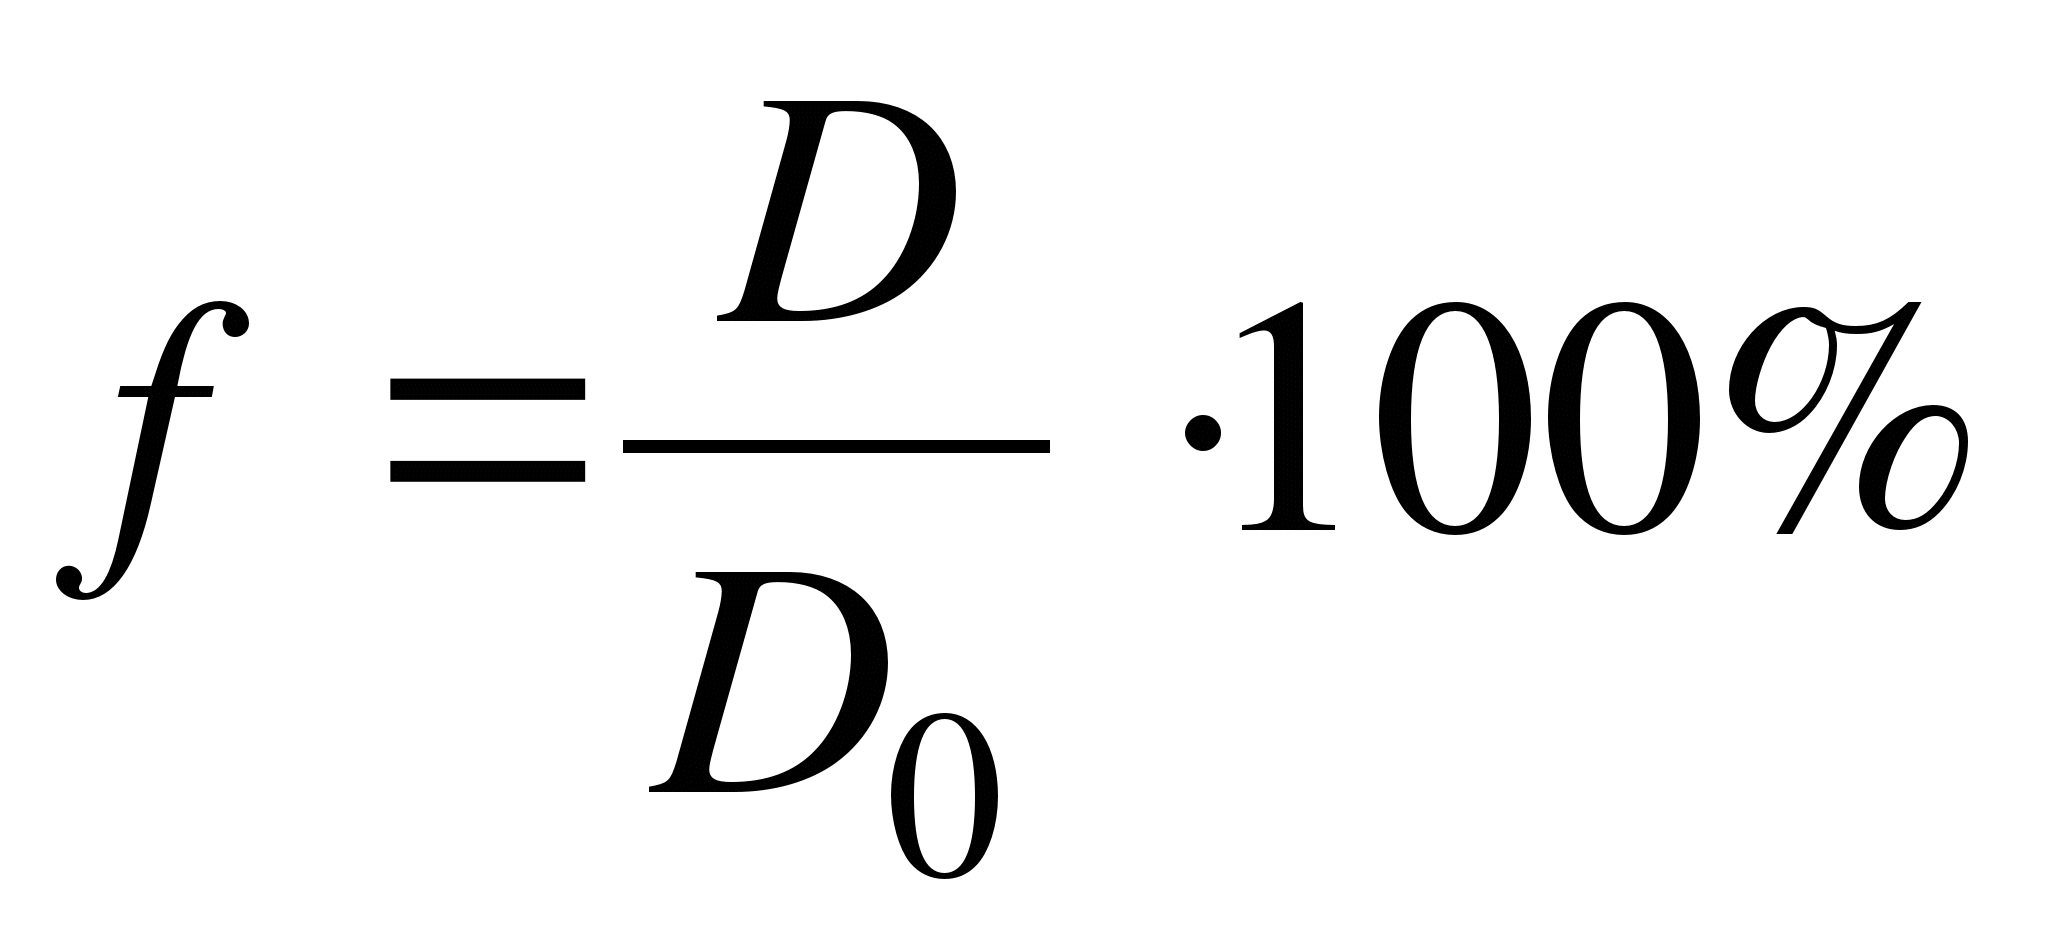 f = D / D₀ · 100%